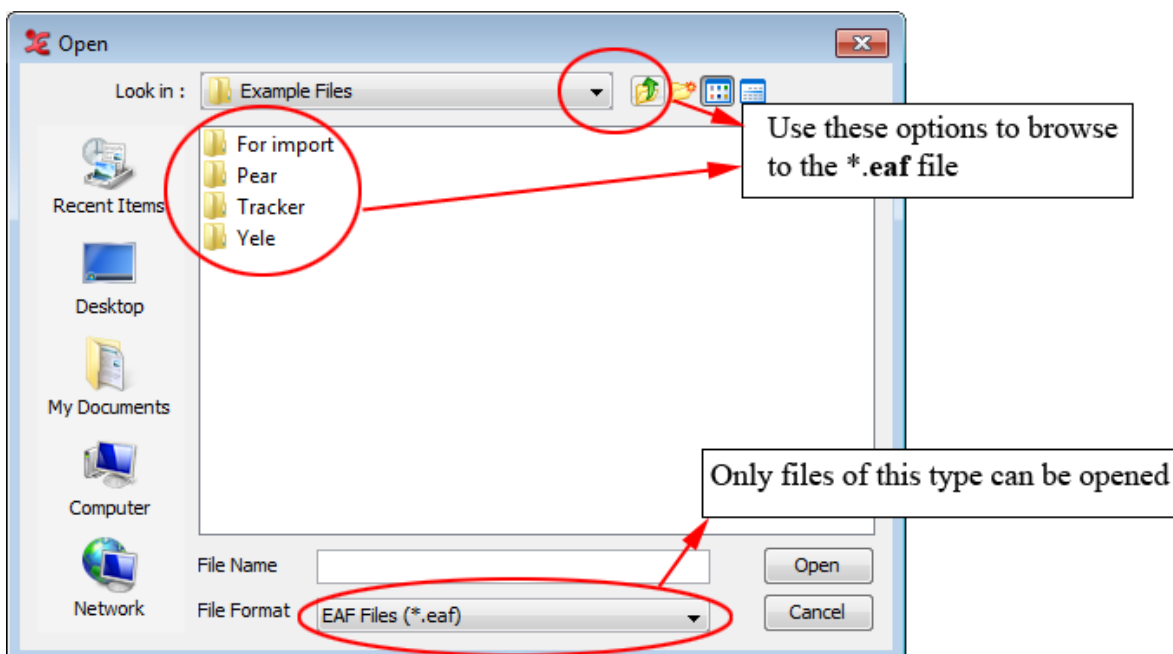 Open
Look in :
Example Files
For import
Pear
Tracker
Yele
Use these options to browse
to the *.eaf file
Recent Items
Desktop
My Documents
Computer
Network
Only files of this type can be opened
File Name
Open
File Format
EAF Files (*.eaf)
Cancel